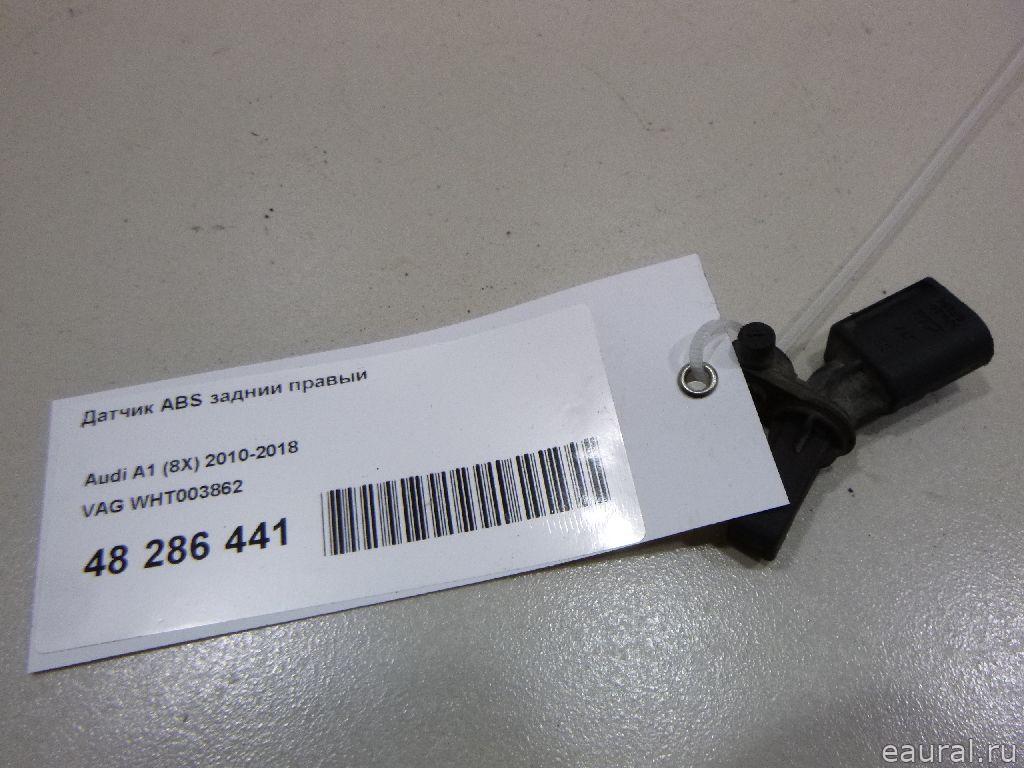 Датчик ABS задний правый
Audi A1 (8X) 2010-2018
VAG WHT003862
48 286 441
eaural.ru